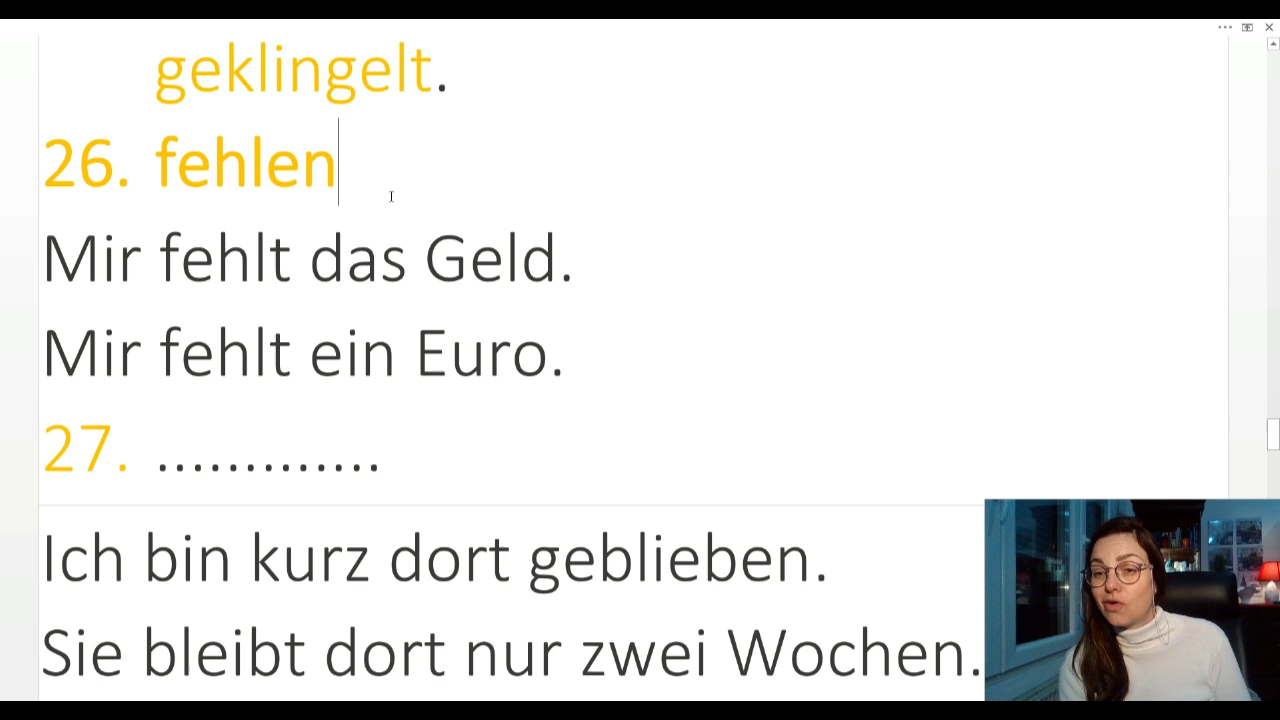 geklingelt.
26. fehlen
Mir fehlt das Geld.
Mir fehlt ein Euro.
27. .............
Ich bin kurz dort geblieben.
Sie bleibt dort nur zwei Wochen.